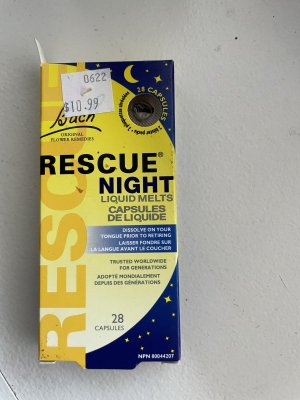 0622
$10.99
Bach
ORIGINAL
FLOWER REMEDIES
28 CAPSULES
RESCUE
RESCUE®
NIGHT
LIQUID MELTS
CAPSULES
DE LIQUIDE
DISSOLVE ON YOUR
TONGUE PRIOR TO RETIRING
LAISSER FONDRE SUR
LA LANGUE AVANT LE COUCHER
TRUSTED WORLDWIDE
FOR GENERATIONS
ADOPTÉ MONDIALEMENT
DEPUIS DES GÉNÉRATIONS
28
CAPSULES
NPN 80044207